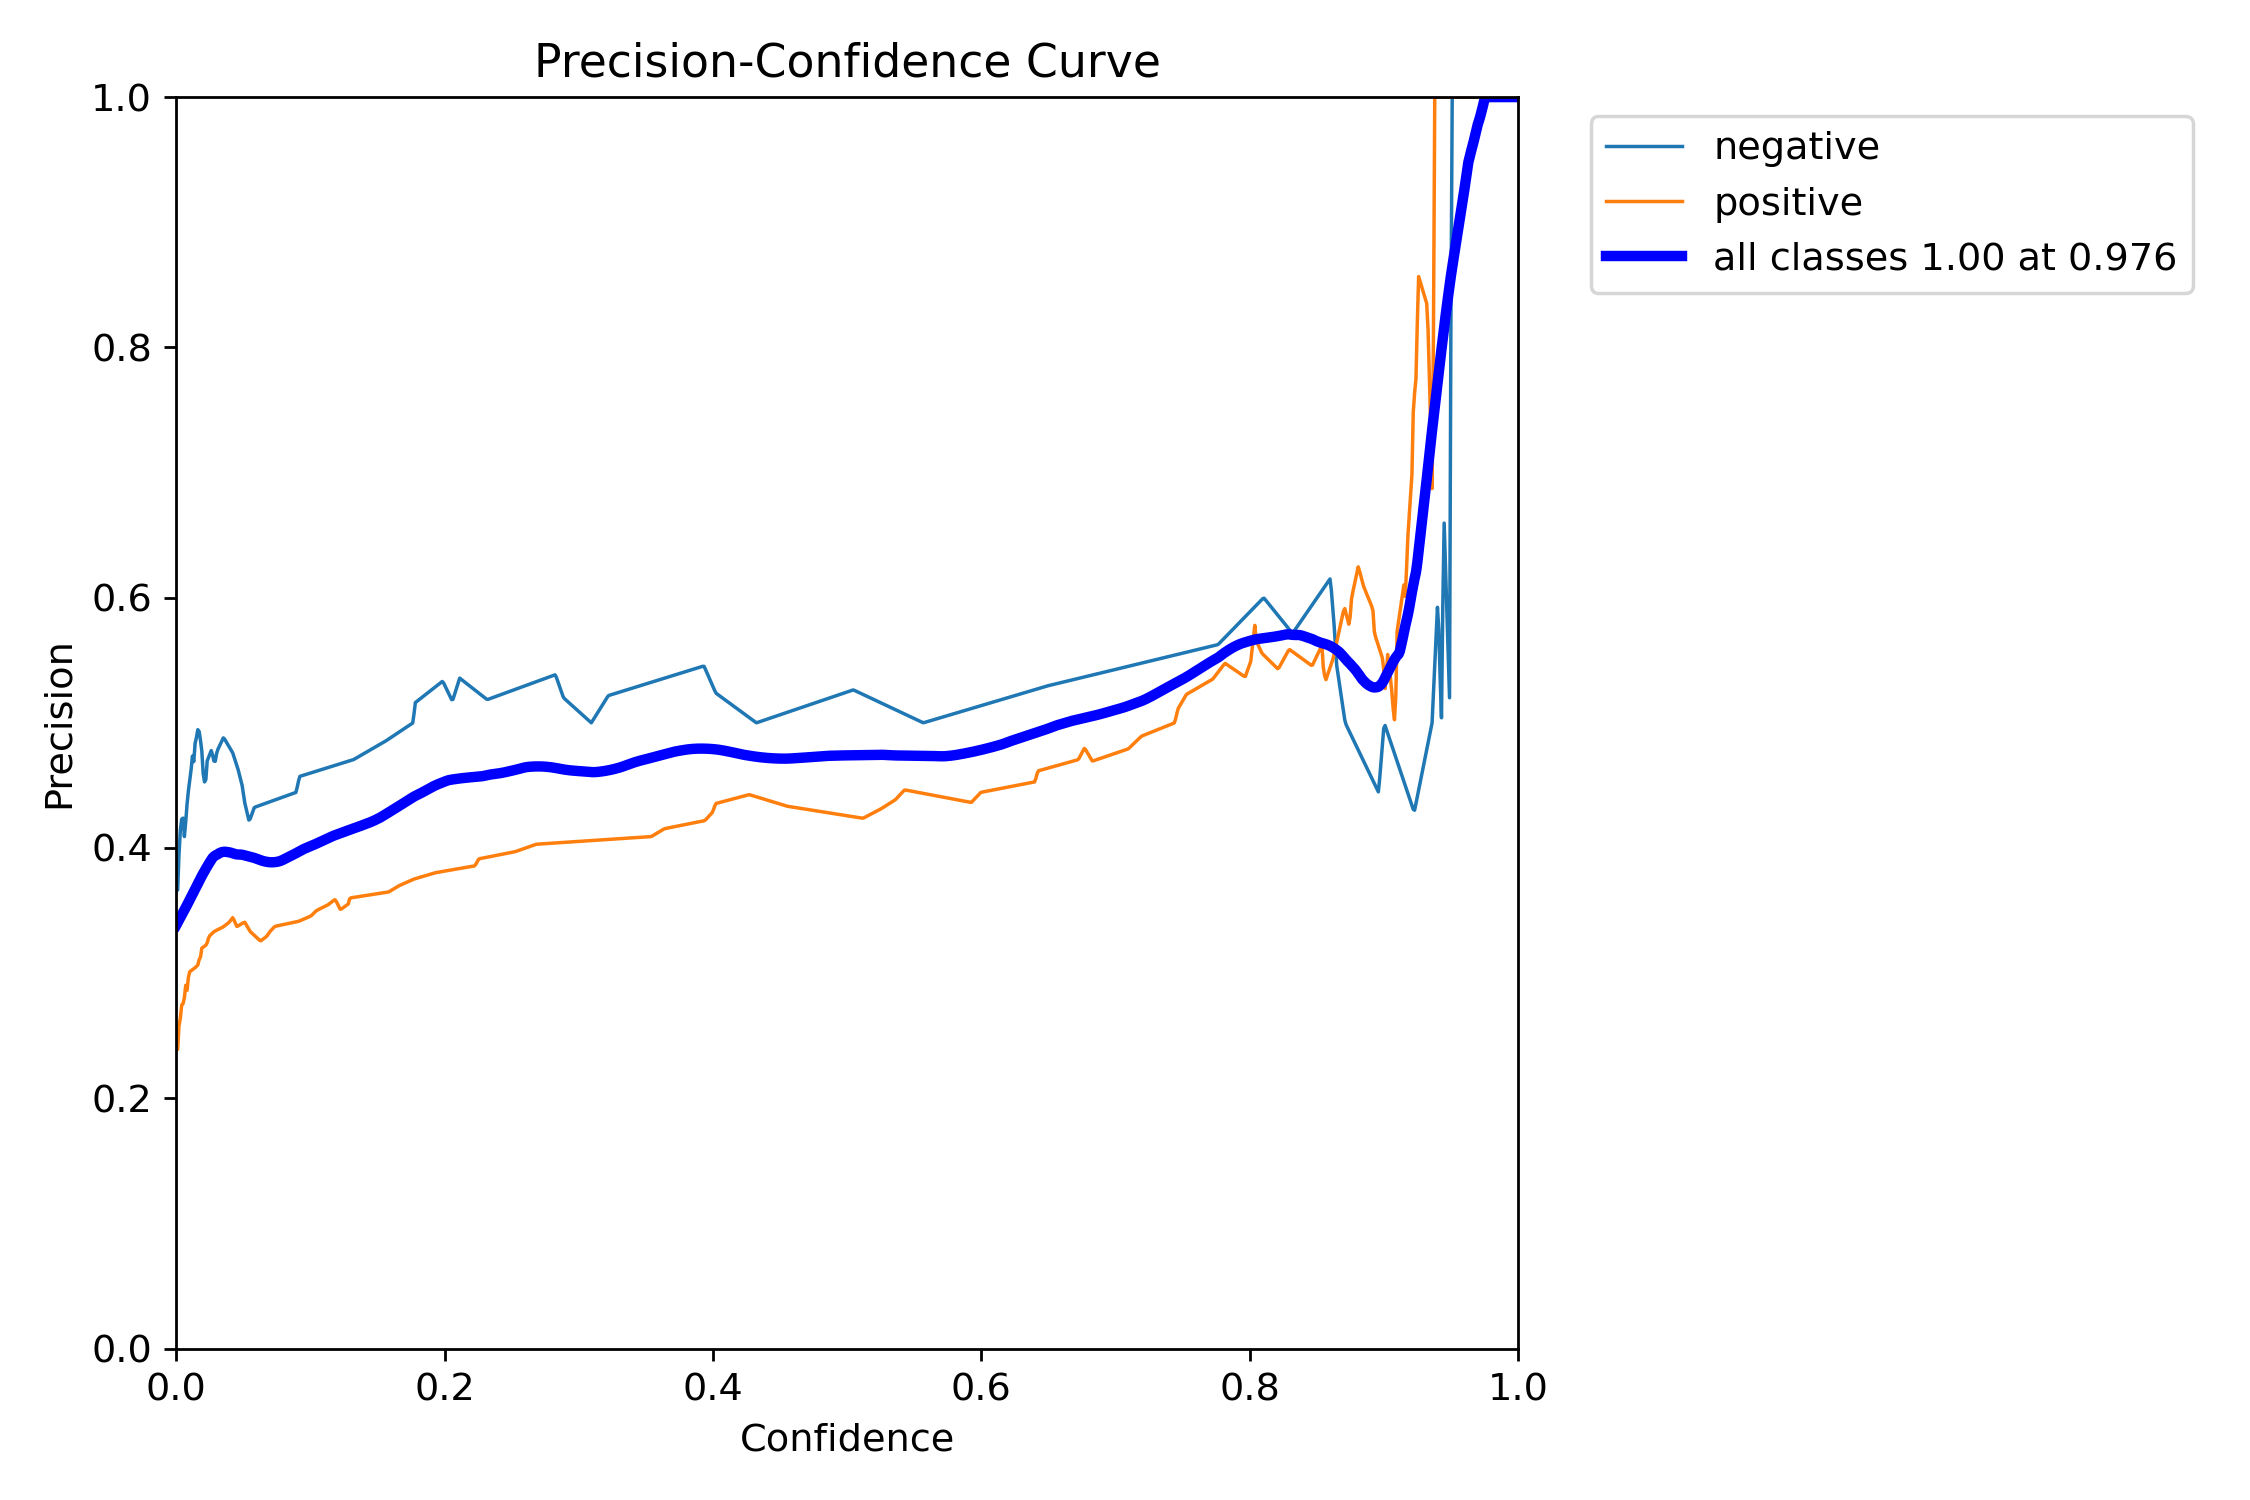 Precision-Confidence Curve
1.0
0.8
0.6
0.4
0.2
0.0
Precision
0.0 0.2 0.4 0.6 0.8 1.0
Confidence
negative
positive
all classes 1.00 at 0.976